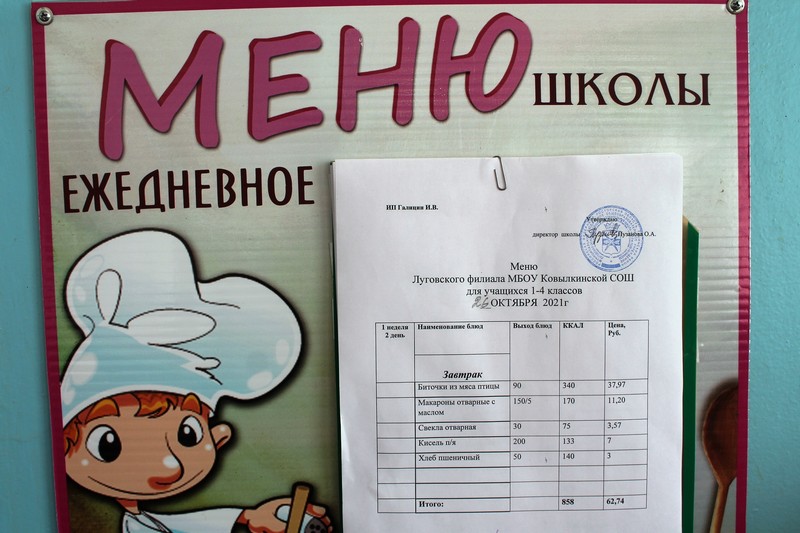 МЕНЮ ШКОЛЫ
ЕЖЕДНЕВНОЕ
ИП Галицин И.В.
Утверждаю
директор школы Пузакова О.А.
Меню
Луговского филиала МБОУ Ковылкинской СОШ
для учащихся 1-4 классов
26 ОКТЯБРЯ 2021г
1 неделя 2 день Наименование блюд Выход блюд ККАЛ Цена, Руб.
Завтрак
Биточки из мяса птицы 90 340 37,97
Макароны отварные с маслом 150/5 170 11,20
Свекла отварная 30 75 3,57
Кисель п/я 200 133 7
Хлеб пшеничный 50 140 3
Итого: 858 62,74